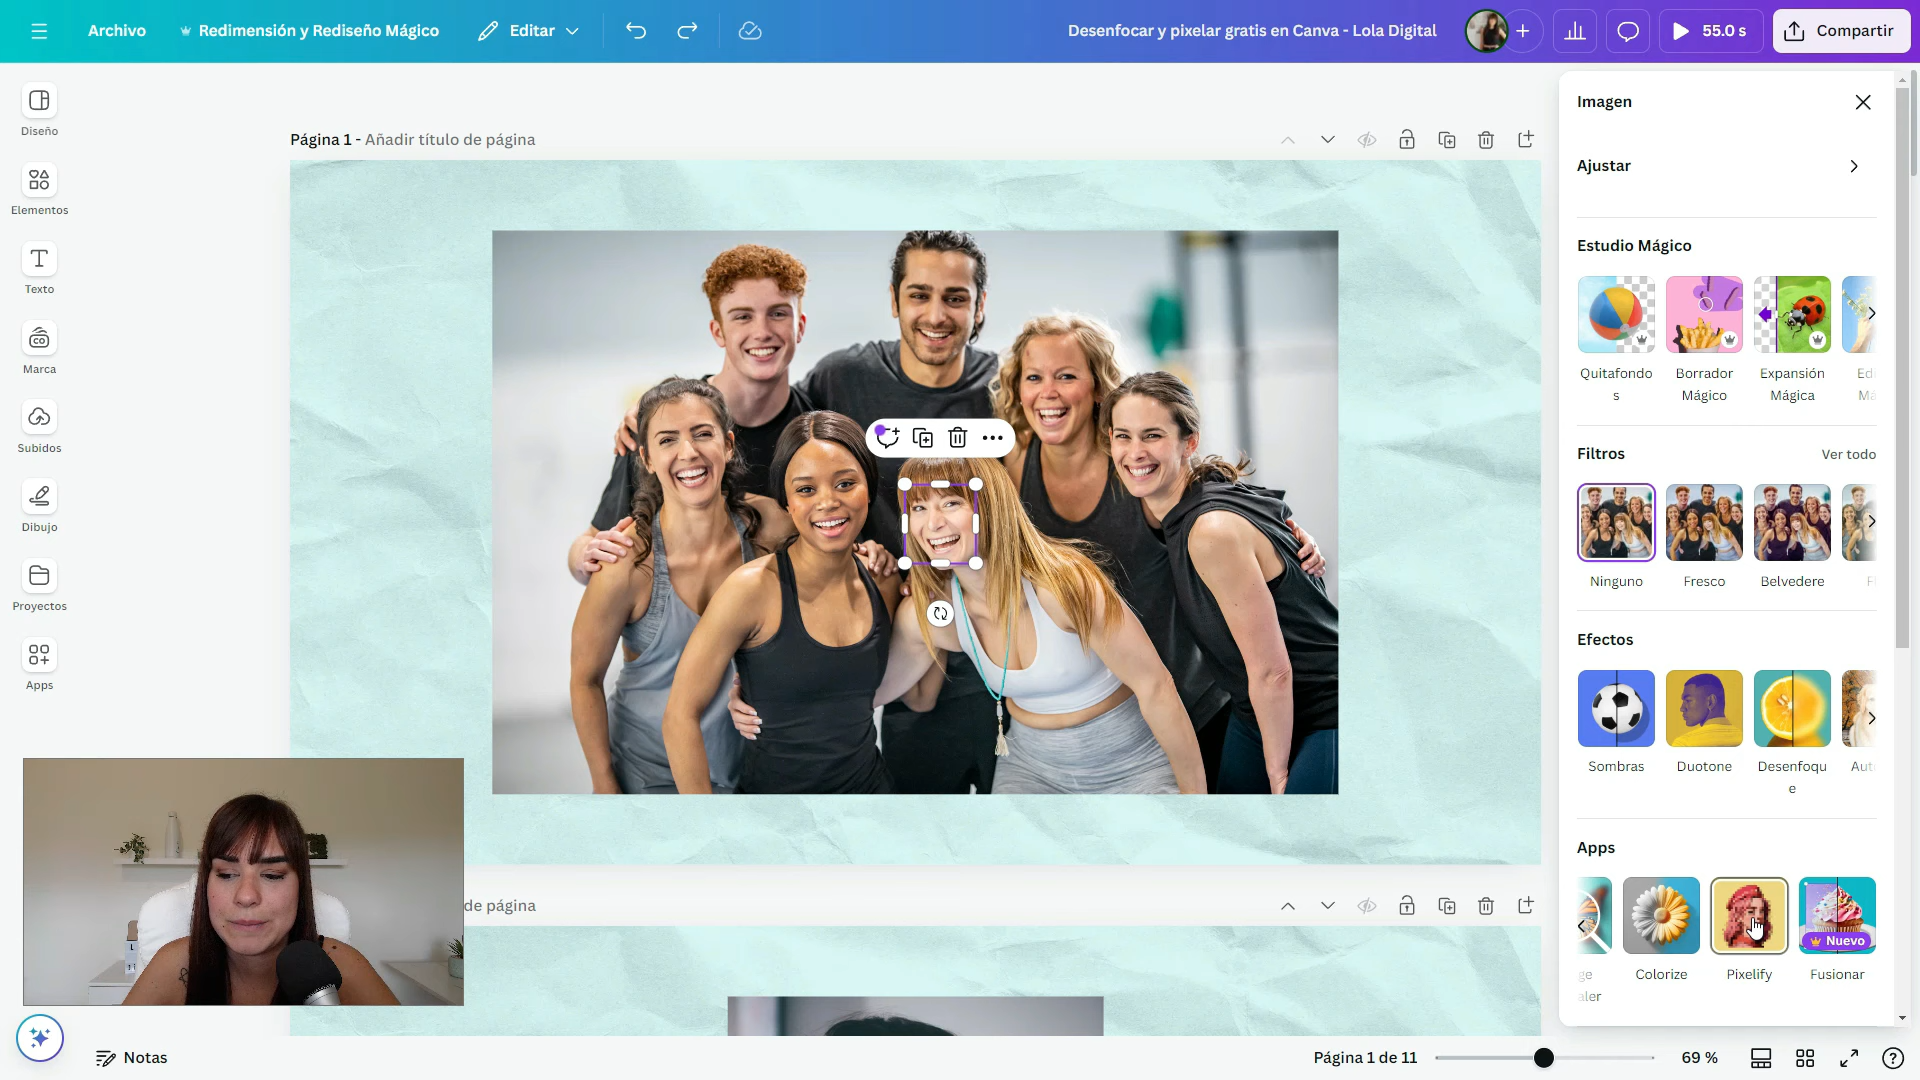 Archivo
Redimensión y Rediseño Mágico
Editar
Desenfocar y pixelar gratis en Canva - Lola Digital
55.0 s
Compartir
Diseño
Elementos
Texto
Marca
Subidos
Dibujo
Proyectos
Apps
Página 1 - Añadir título de página
de página
Imagen
Ajustar
Estudio Mágico
Quitafondo
s
Borrador
Mágico
Expansión
Mágica
Filtros
Ver todo
Ninguno
Fresco
Belvedere
Efectos
Sombras
Duotone
Desenfoqu
e
Apps
Nuevo
Colorize
Pixelify
Fusionar
Notas
Página 1 de 11
69 %